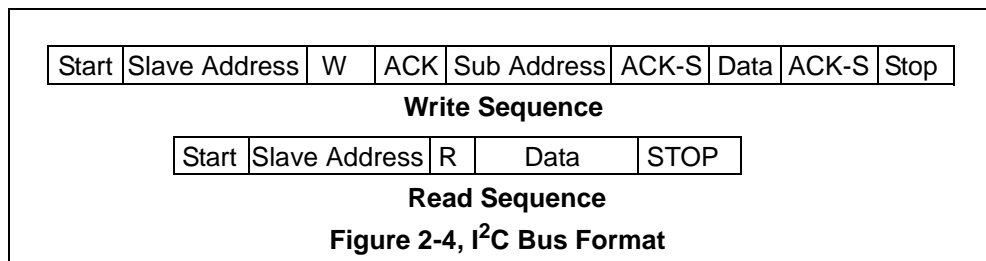 Start Slave Address W ACK Sub Address ACK-S Data ACK-S Stop
Write Sequence
Start Slave Address R Data STOP
Read Sequence
Figure 2-4, I²C Bus Format